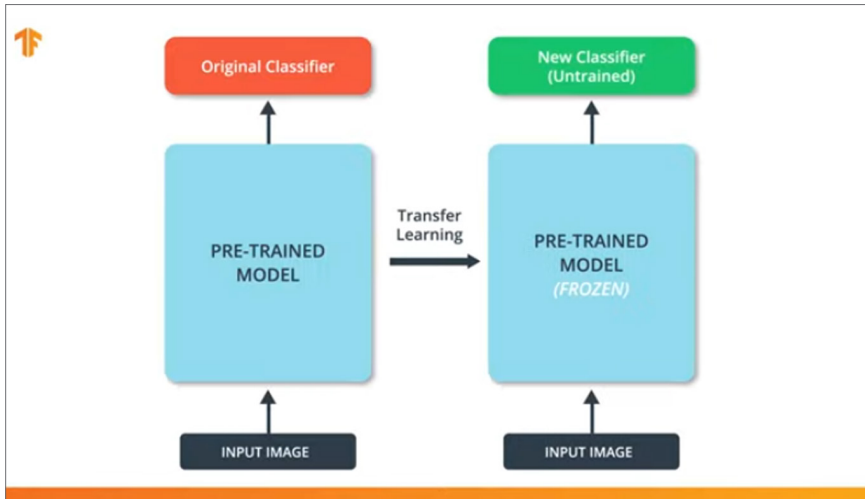 Original Classifier
New Classifier
(Untrained)
PRE-TRAINED
MODEL
Transfer
Learning
PRE-TRAINED
MODEL
(FROZEN)
INPUT IMAGE
INPUT IMAGE